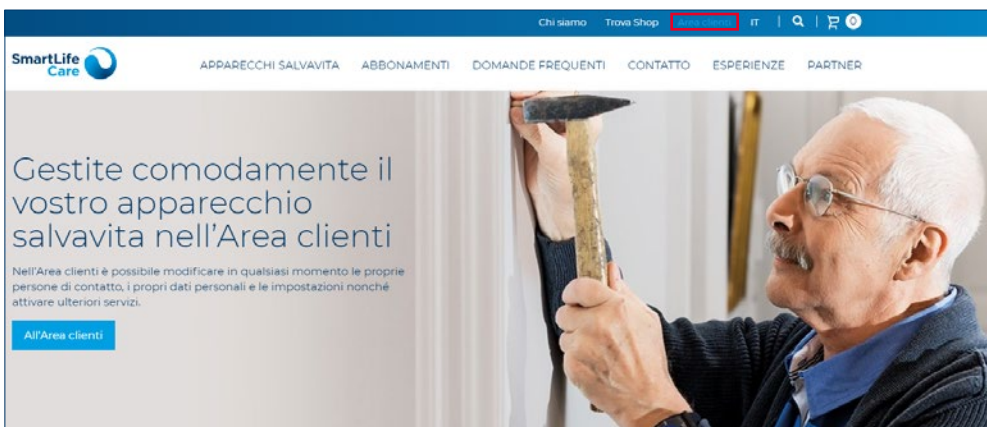 Chi siamo Trova Shop Area clienti IT 0
SmartLife
Care
APPARECCHI SALVAVITA ABBONAMENTI DOMANDE FREQUENTI CONTATTO ESPERIENZE PARTNER
Gestite comodamente il
vostro apparecchio
salvavita nell'Area clienti
Nell'Area clienti è possibile modificare in qualsiasi momento le proprie
persone di contatto, i propri dati personali e le impostazioni nonché
attivare ulteriori servizi.
All'Area clienti